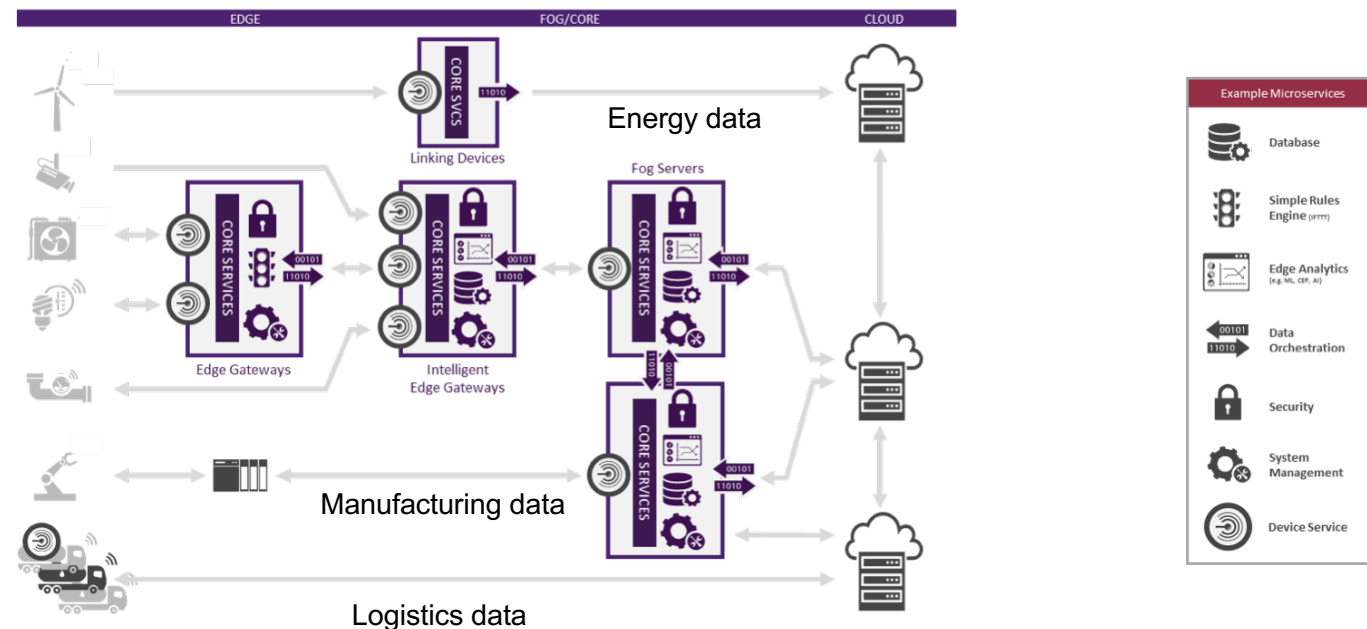 EDGE
FOG/CORE
CLOUD
CORE SVCS
11010
Energy data
Linking Devices
Fog Servers
CORE SERVICES
00101
11010
CORE SERVICES
00101
11010
CORE SERVICES
00101
11010
Edge Gateways
Intelligent
Edge Gateways
11010
00101
CORE SERVICES
00101
11010
Manufacturing data
Logistics data
Example Microservices
Database
Simple Rules
Engine (IFTTT)
Edge Analytics
(e.g. ML, CEP, AI)
00101
11010
Data
Orchestration
Security
System
Management
Device Service